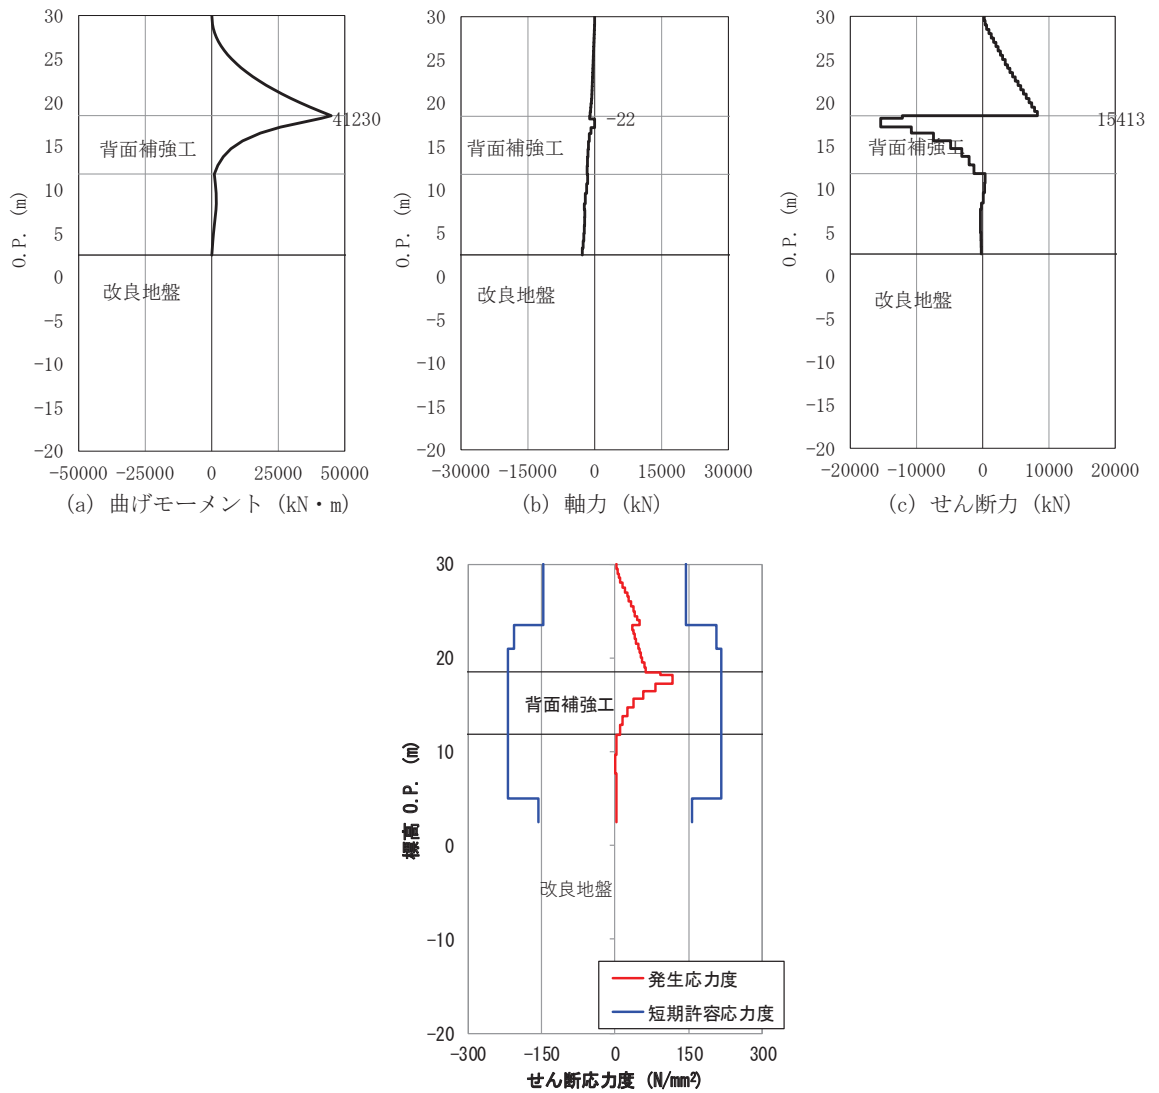 30
25
20
15
10
5
0
−5
−10
−15
−20
O.P. (m)
41230
背面補強工
改良地盤
−50000 −25000 0 25000 50000
(a) 曲げモーメント (kN・m)
30
25
20
15
10
5
0
−5
−10
−15
−20
O.P. (m)
−22
背面補強工
改良地盤
−30000 −15000 0 15000 30000
(b) 軸力 (kN)
30
25
20
15
10
5
0
−5
−10
−15
−20
O.P. (m)
15413
背面補強工
改良地盤
−20000 −10000 0 10000 20000
(c) せん断力 (kN)
30
20
10
0
-10
-20
標高 O.P. (m)
背面補強工
改良地盤
発生応力度
短期許容応力度
-300 -150 0 150 300
せん断応力度 (N/mm²)